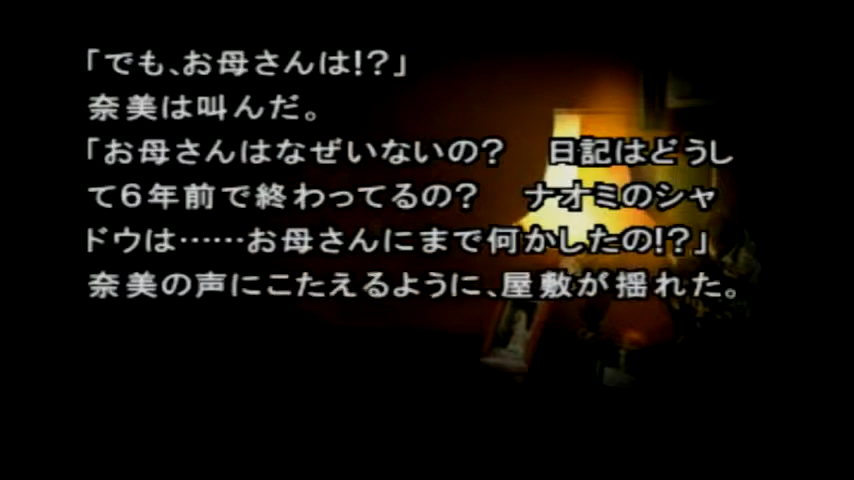 「でも、お母さんは!?」
奈美は叫んだ。
「お母さんはなぜいないの?　日記はどうし
て6年前で終わってるの?　ナオミのシャ
ドウは……お母さんにまで何かしたの!?」
奈美の声にこたえるように、屋敷が揺れた。